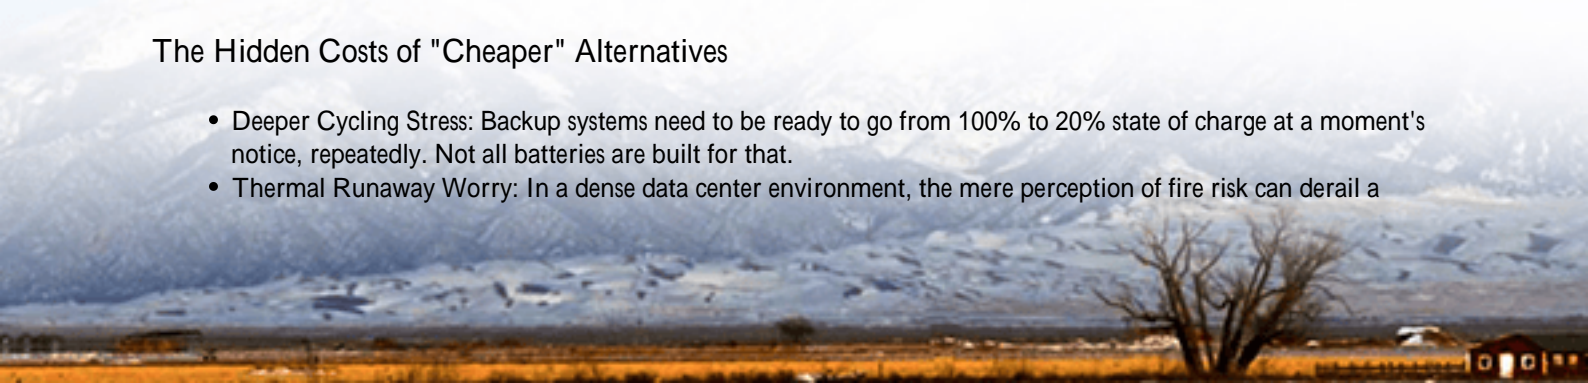 The Hidden Costs of "Cheaper" Alternatives
• Deeper Cycling Stress: Backup systems need to be ready to go from 100% to 20% state of charge at a moment's
notice, repeatedly. Not all batteries are built for that.
• Thermal Runaway Worry: In a dense data center environment, the mere perception of fire risk can derail a